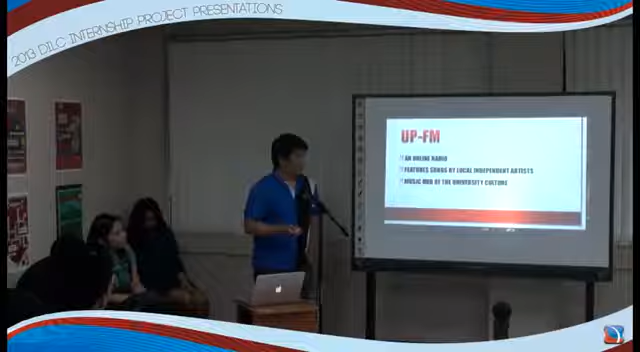 2013 DILC INTERNSHIP PROJECT PRESENTATIONS
UP-FM
AN ONLINE RADIO
FEATURES SONGS BY LOCAL INDEPENDENT ARTISTS
MUSIC HUB OF THE UNIVERSITY CULTURE